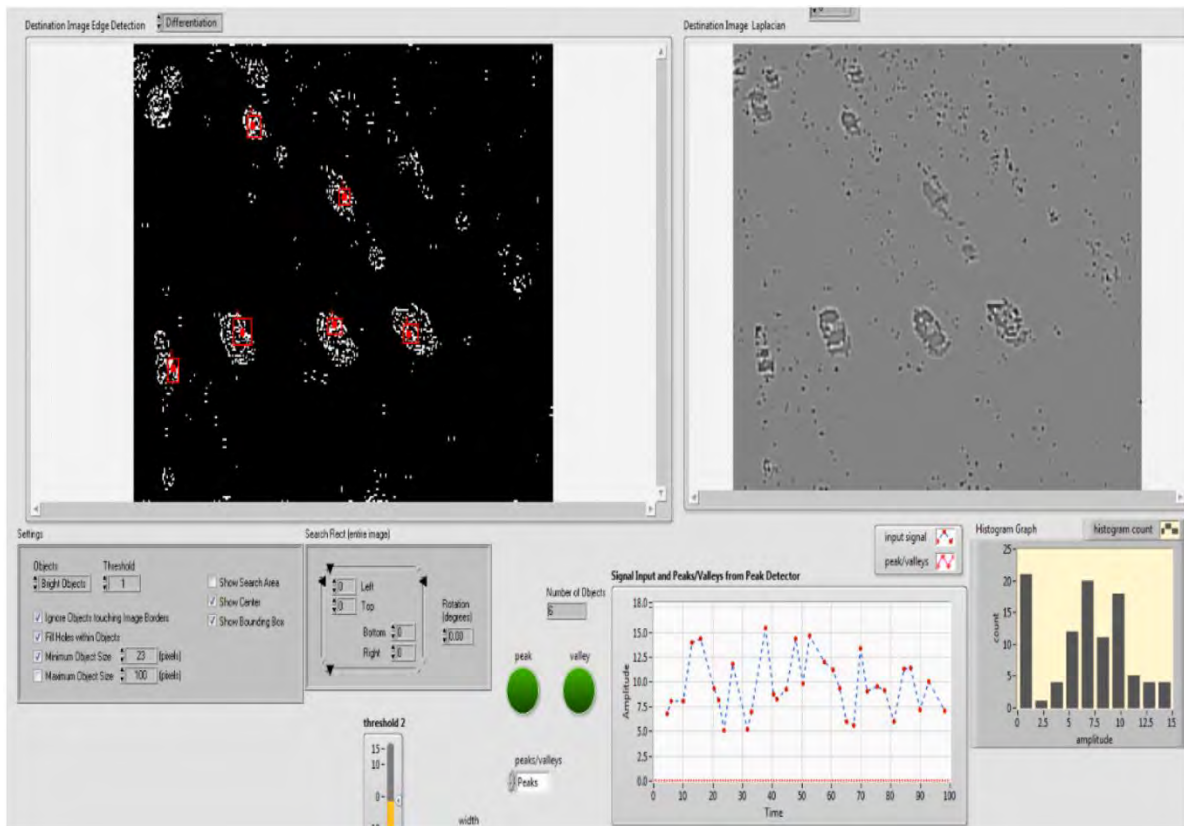 Destination Image Edge Detection
Differentiation
Destination Image Laplacian
Settings
Objects
Threshold
Bright Objects
1
Show Search Area
Show Center
Show Bounding Box
Ignore Objects touching Image Borders
Fill Holes within Objects
Minimum Object Size 23 (pixels)
Maximum Object Size 100 (pixels)
Search Rect (entire image)
0 Left
0 Top
Bottom 0
Right 0
Rotation
(degrees)
0.00
Number of Objects
6
peak
valley
threshold 2
15
10
0
peaks/valleys
Peaks
width
input signal
peak/valleys
Signal Input and Peaks/Valleys from Peak Detector
Amplitude
18.0
15.0
12.5
10.0
7.5
5.0
2.5
0.0
0 10 20 30 40 50 60 70 80 90 100
Time
Histogram Graph
histogram count
count
25
20
15
10
5
0
0 2.5 5 7.5 10 12.5 15
amplitude